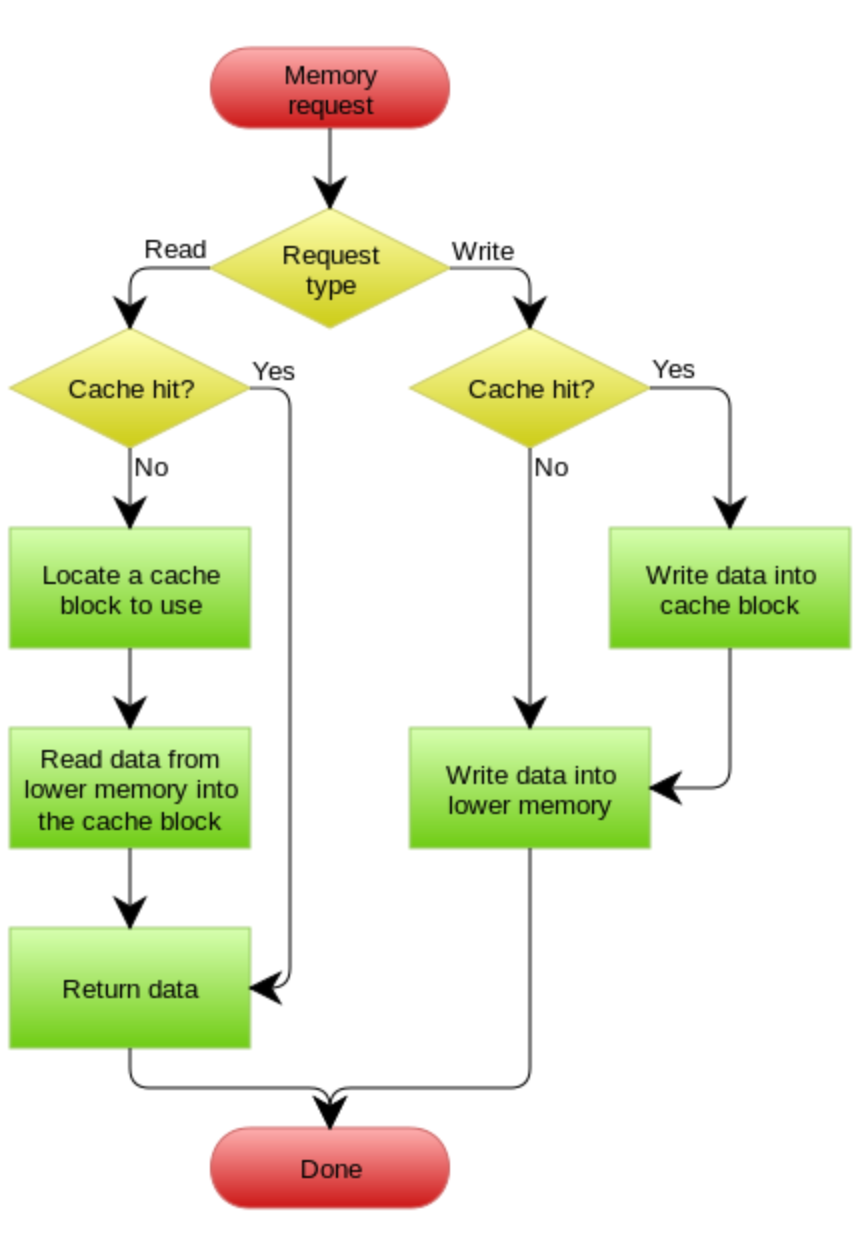 Memory
request
Read
Request
type
Write
Cache hit?
Yes
Cache hit?
Yes
No
No
Locate a cache
block to use
Write data into
cache block
Read data from
lower memory into
the cache block
Write data into
lower memory
Return data
Done